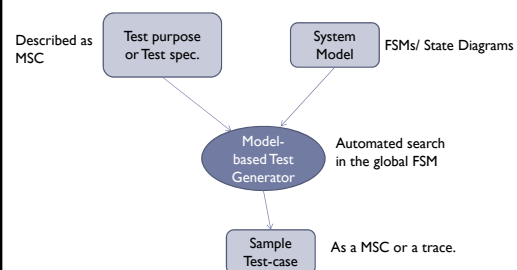 Described as
MSC
Test purpose
or Test spec.
System
Model
FSMs/ State Diagrams
Model-
based Test
Generator
Automated search
in the global FSM
Sample
Test-case
As a MSC or a trace.